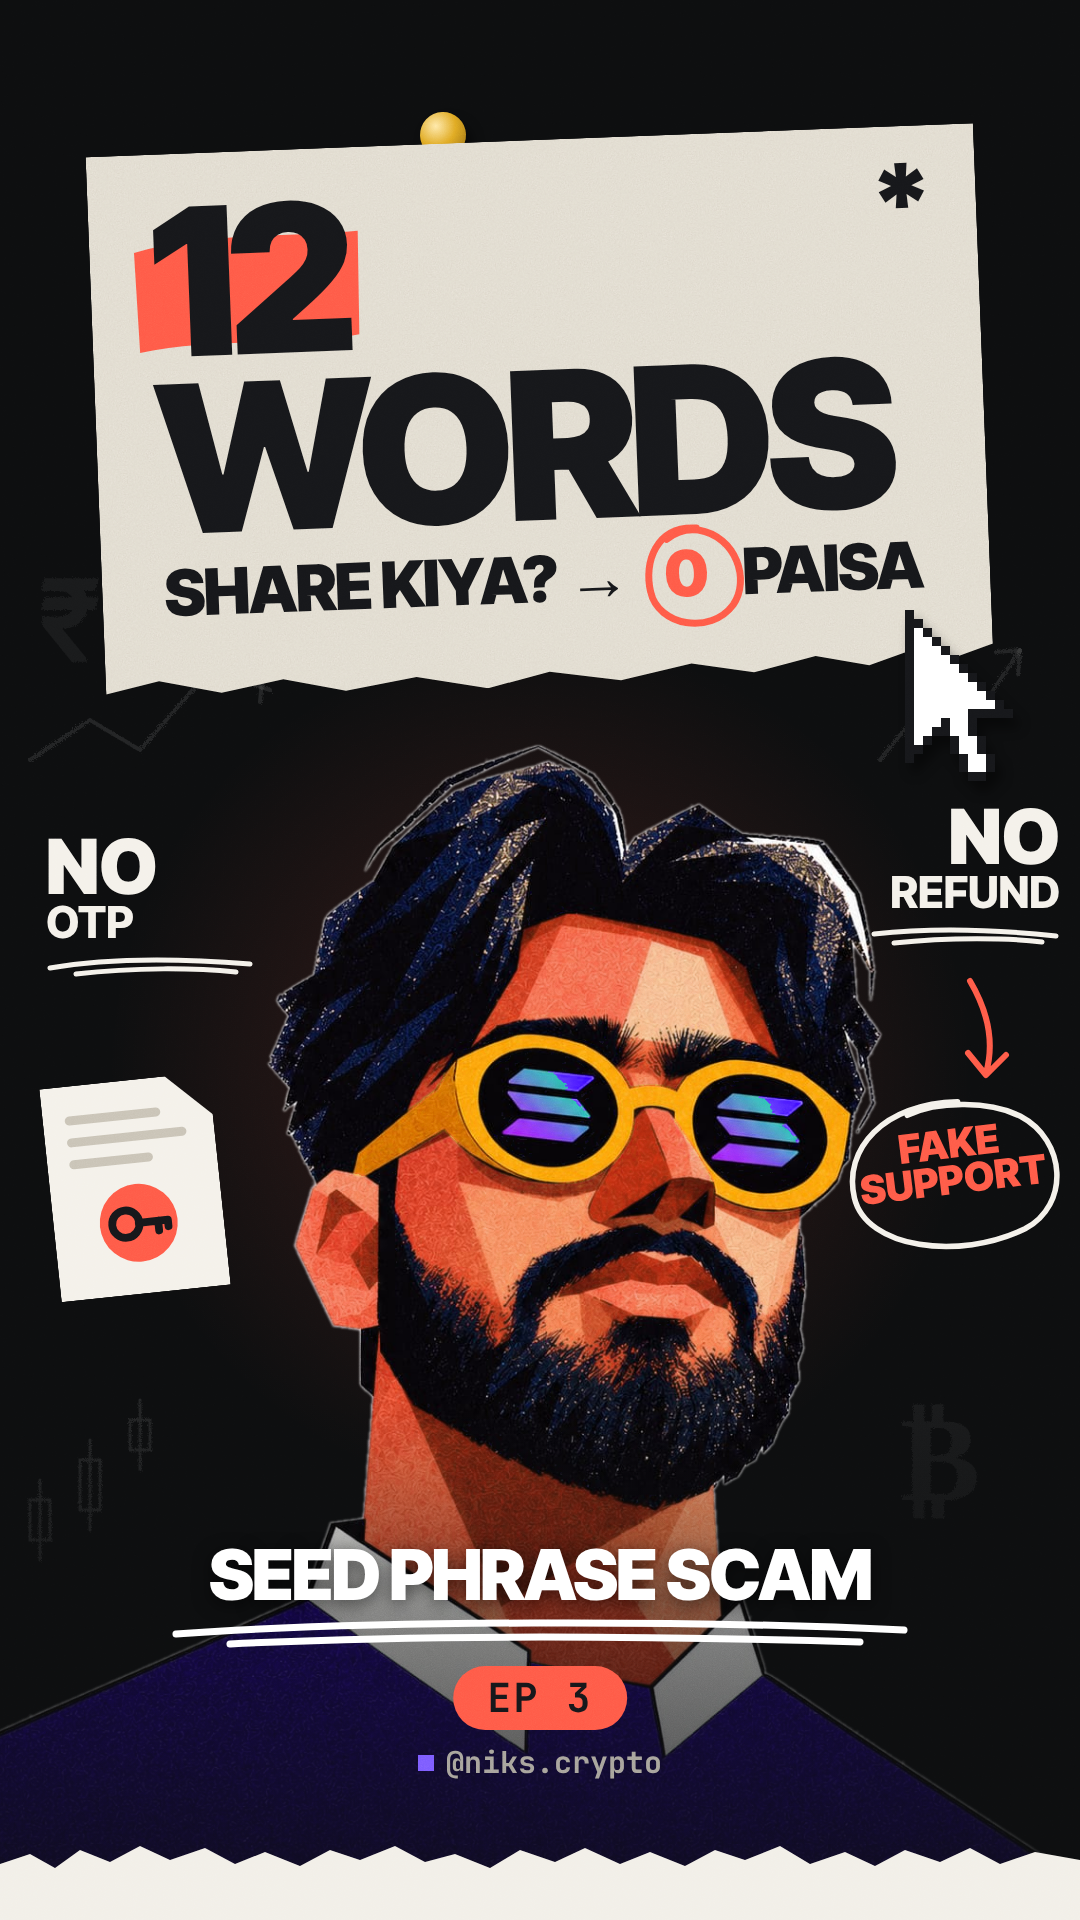 *
12
WORDS
SHARE KIYA? → 0 PAISA
₹
NO
OTP
NO
REFUND
FAKE
SUPPORT
₿
SEED PHRASE SCAM
EP 3
@niks.crypto